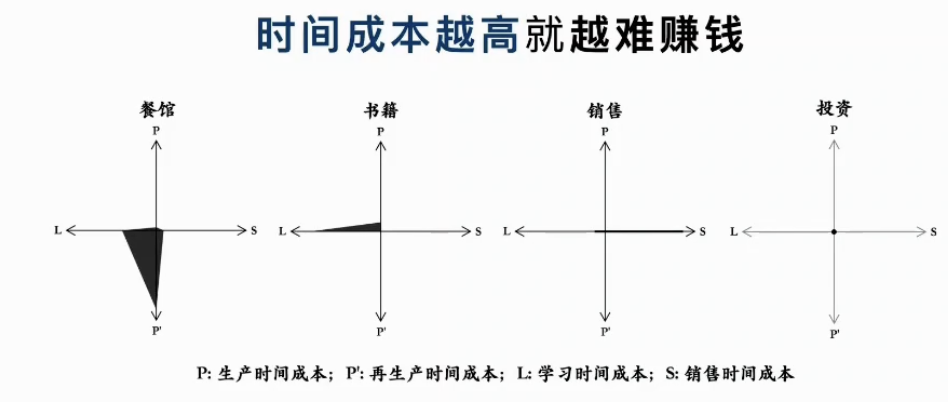 时间成本越高就越难赚钱
餐馆 书籍 销售 投资
P P P P
L S L S L S L S
P' P' P' P'
P: 生产时间成本; P': 再生产时间成本; L: 学习时间成本; S: 销售时间成本